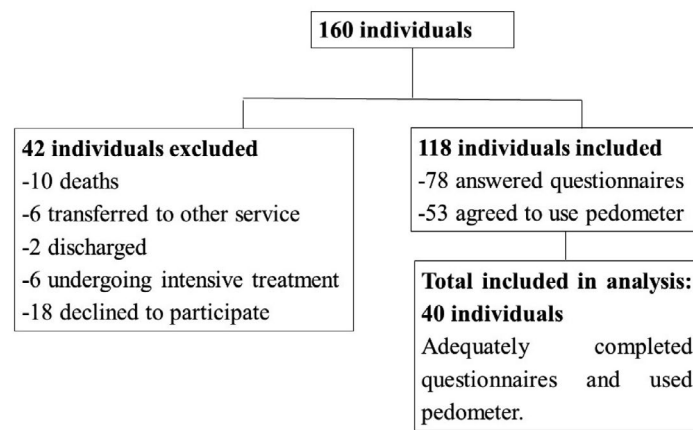 160 individuals
42 individuals excluded
-10 deaths
-6 transferred to other service
-2 discharged
-6 undergoing intensive treatment
-18 declined to participate
118 individuals included
-78 answered questionnaires
-53 agreed to use pedometer
Total included in analysis:
40 individuals
Adequately completed
questionnaires and used
pedometer.